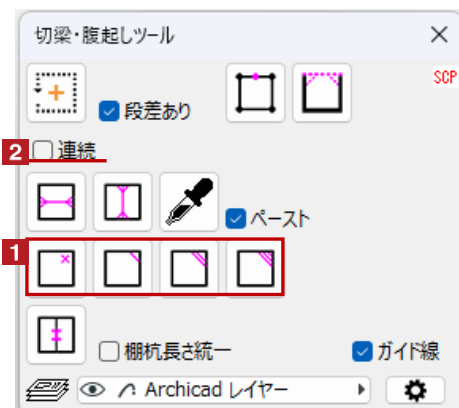 切梁・腹起しツール
SCP
段差あり
2
連続
ペースト
1
棚杭長さ統一
ガイド線
Archicad レイヤー